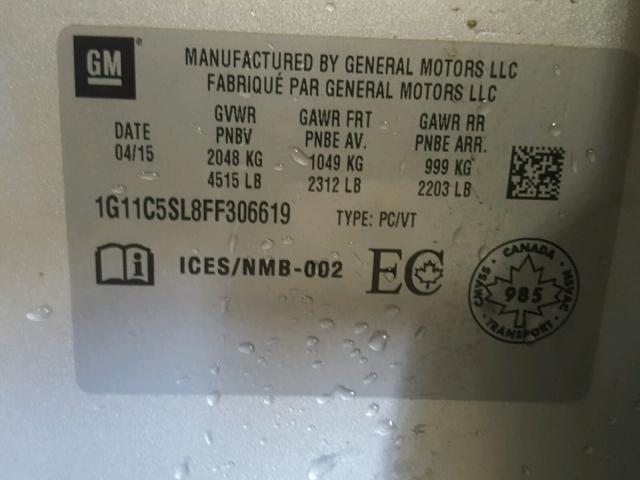 GM®
MANUFACTURED BY GENERAL MOTORS LLC
FABRIQUÉ PAR GENERAL MOTORS LLC
DATE
04/15
GVWR
PNBV
2048 KG
4515 LB
GAWR FRT
PNBE AV.
1049 KG
2312 LB
GAWR RR
PNBE ARR.
999 KG
2203 LB
1G11C5SL8FF306619 TYPE: PC/VT
i ICES/NMB-002 EC
CANADA
NSVAC
TRANSPORT
CMVSS
985